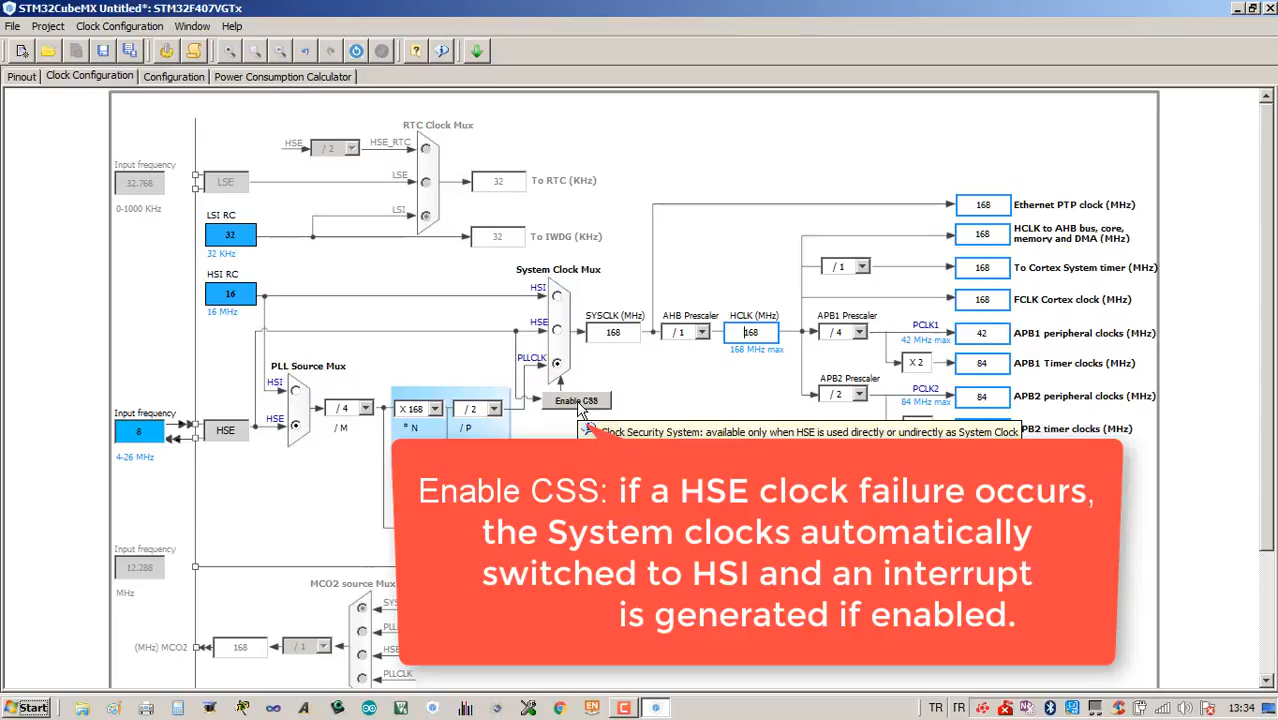 STM32CubeMX Untitled*: STM32F407VGTx
File Project Clock Configuration Window Help
Pinout Clock Configuration Configuration Power Consumption Calculator
RTC Clock Mux
HSE / 2 HSE_RTC
Input frequency
32.768 LSE LSE 32 To RTC (KHz)
0-1000 KHz
LSI
LSI RC
32 32 To IWDG (KHz)
32 KHz
HSI RC
16
16 MHz
System Clock Mux
HSI
HSE
PLLCLK
SYSCLK (MHz) AHB Prescaler HCLK (MHz) APB1 Prescaler
168 / 1 168 / 4
168 MHz max
PCLK1
42 MHz max
X 2
APB2 Prescaler
/ 2
PCLK2
84 MHz max
168 Ethernet PTP clock (MHz)
168 HCLK to AHB bus, core,
memory and DMA (MHz)
/ 1 168 To Cortex System timer (MHz)
168 FCLK Cortex clock (MHz)
42 APB1 peripheral clocks (MHz)
84 APB1 Timer clocks (MHz)
84 APB2 peripheral clocks (MHz)
PB2 timer clocks (MHz)
PLL Source Mux
HSI
HSE
Input frequency
8 HSE
4-26 MHz
/ 4 X 168 / 2
/ M * N / P
Enable CSS
Clock Security System: available only when HSE is used directly or undirectly as System Clock
Enable CSS: if a HSE clock failure occurs,
the System clocks automatically
switched to HSI and an interrupt
is generated if enabled.
Input frequency
12.288
MHz
MCO2 source Mux
SY
PLL
HSE
PLLCLK
(MHz) MCO2 168 / 1
Start EN TR FR 13:34